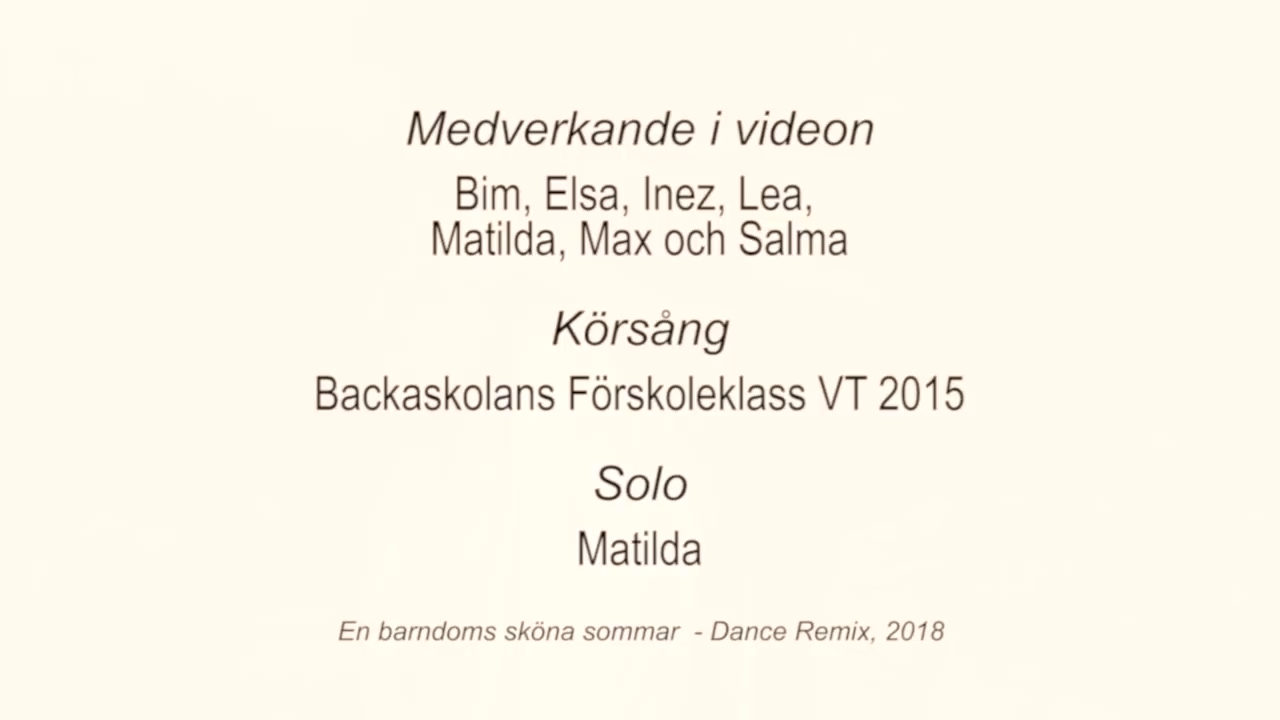 Medverkande i videon
Bim, Elsa, Inez, Lea,
Matilda, Max och Salma
Körsång
Backaskolans Förskoleklass VT 2015
Solo
Matilda
En barndoms sköna sommar - Dance Remix, 2018